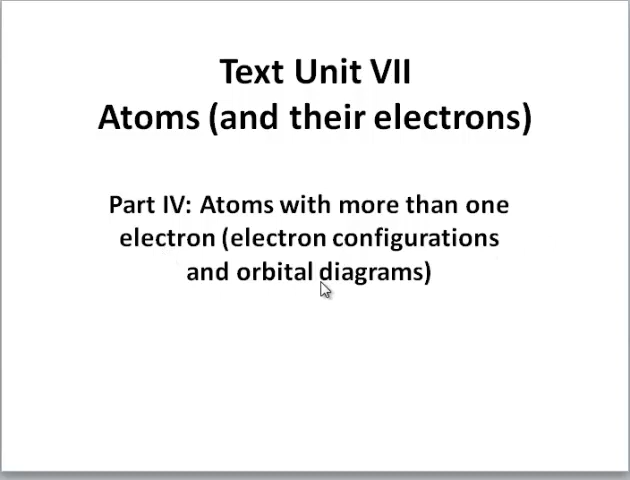 Text Unit VII
Atoms (and their electrons)
Part IV: Atoms with more than one
electron (electron configurations
and orbital diagrams)